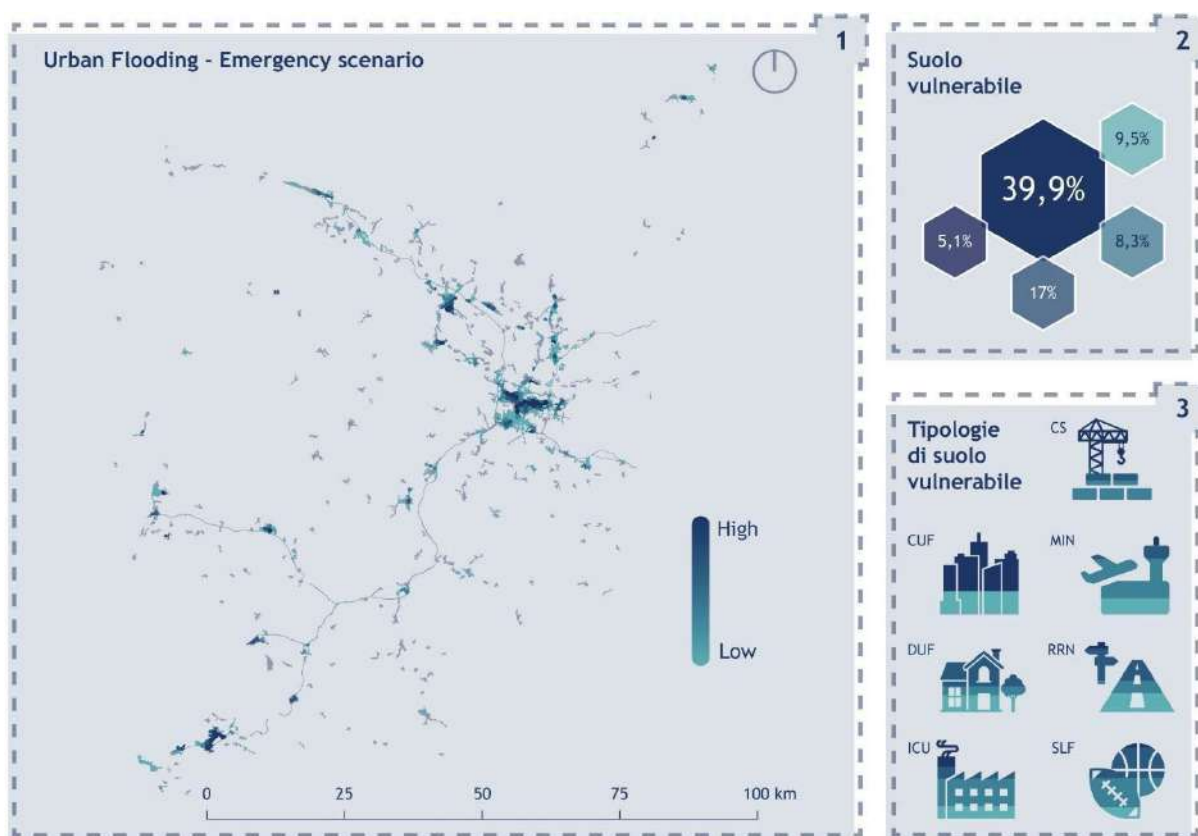 1
Urban Flooding - Emergency scenario
High
Low
0 25 50 75 100 km
2
Suolo
vulnerabile
9,5%
39,9%
5,1%
8,3%
17%
3
Tipologie
di suolo
vulnerabile
CS
CUF
MIN
DUF
RRN
ICU
SLF